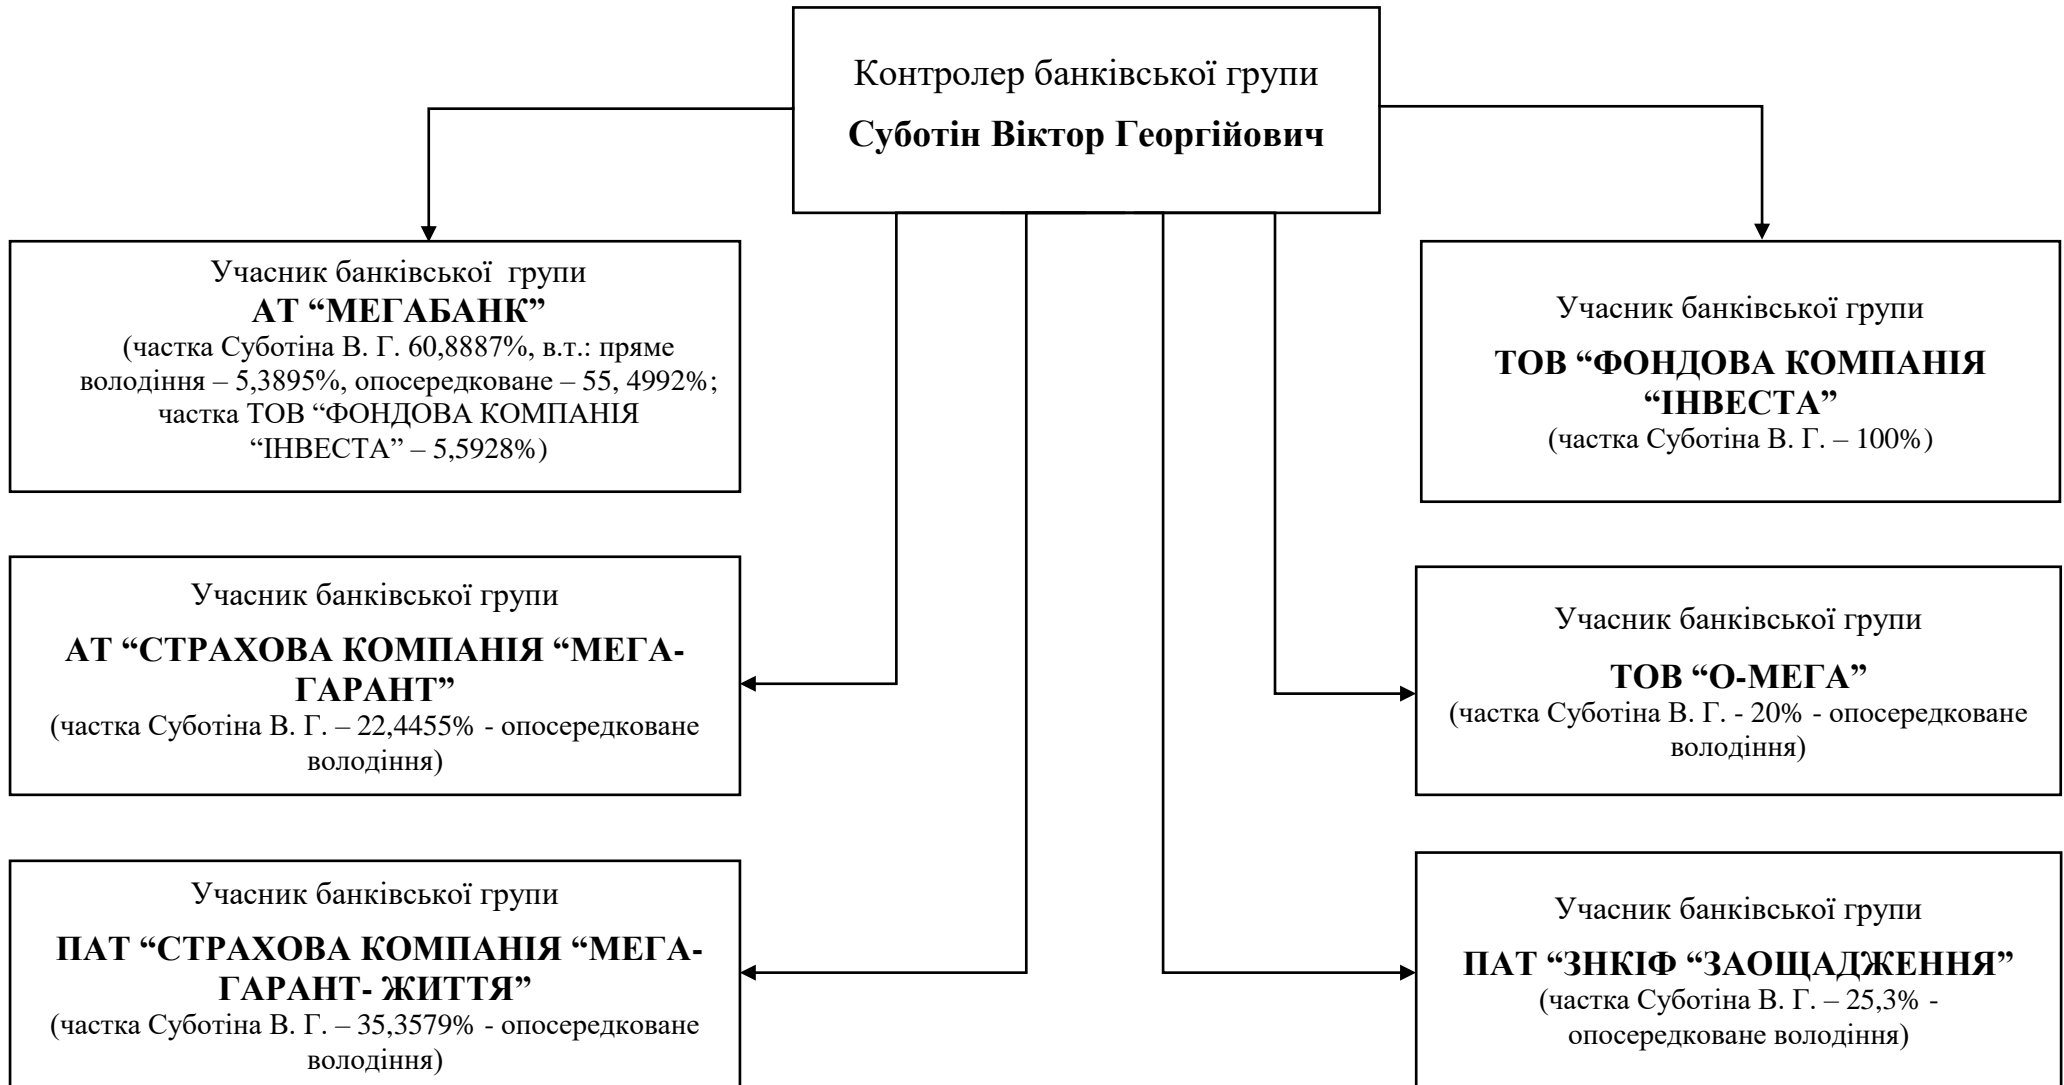 Контролер банківської групи
Суботін Віктор Георгійович
Учасник банківської групи
АТ “МЕГАБАНК”
(частка Суботіна В. Г. 60,8887%, в.т.: пряме
володіння – 5,3895%, опосередковане – 55, 4992%;
частка ТОВ “ФОНДОВА КОМПАНІЯ
“ІНВЕСТА” – 5,5928%)
Учасник банківської групи
ТОВ “ФОНДОВА КОМПАНІЯ
“ІНВЕСТА”
(частка Суботіна В. Г. – 100%)
Учасник банківської групи
АТ “СТРАХОВА КОМПАНІЯ “МЕГА-
ГАРАНТ”
(частка Суботіна В. Г. – 22,4455% - опосередковане
володіння)
Учасник банківської групи
ТОВ “О-МЕГА”
(частка Суботіна В. Г. - 20% - опосередковане
володіння)
Учасник банківської групи
ПАТ “СТРАХОВА КОМПАНІЯ “МЕГА-
ГАРАНТ- ЖИТТЯ”
(частка Суботіна В. Г. – 35,3579% - опосередковане
володіння)
Учасник банківської групи
ПАТ “ЗНКІФ “ЗАОЩАДЖЕННЯ”
(частка Суботіна В. Г. – 25,3% -
опосередковане володіння)